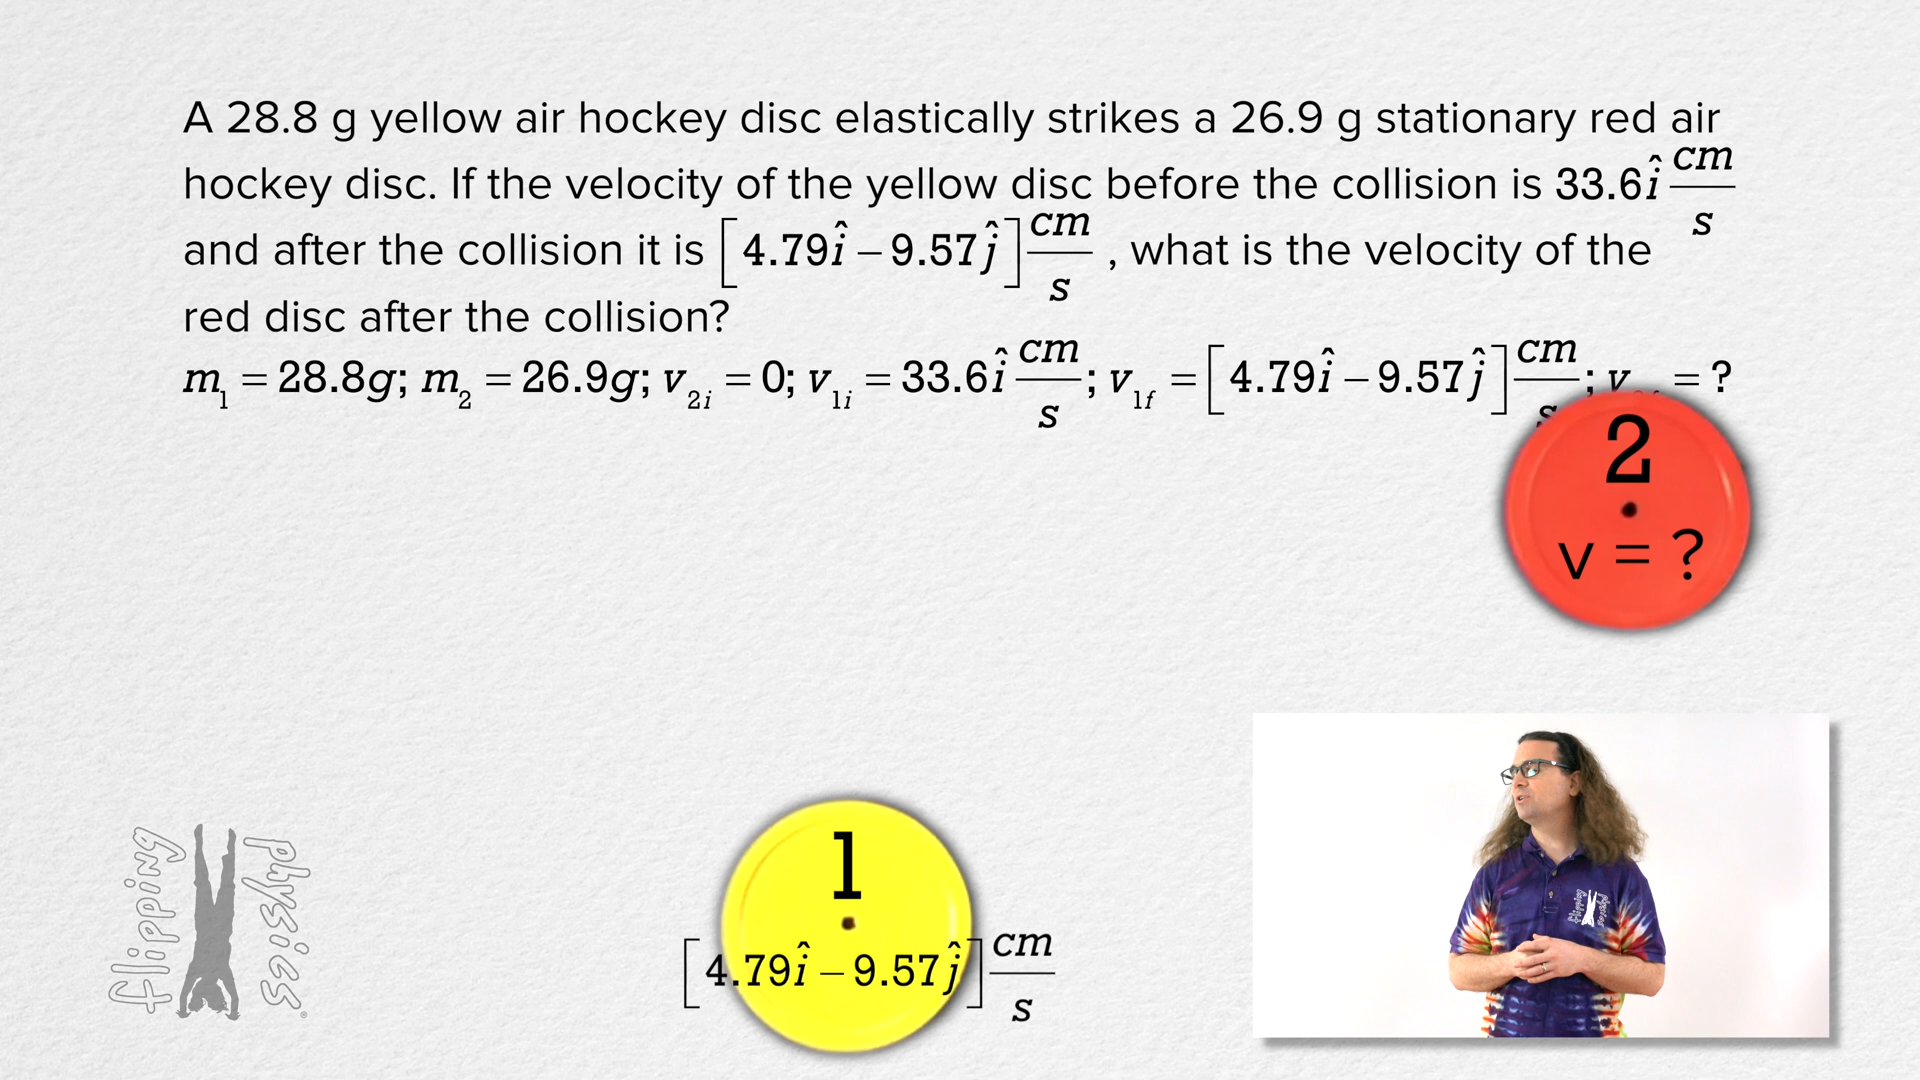 A 28.8 g yellow air hockey disc elastically strikes a 26.9 g stationary red air
hockey disc. If the velocity of the yellow disc before the collision is 33.6î cm/s
and after the collision it is [4.79î – 9.57ĵ] cm/s , what is the velocity of the
red disc after the collision?
m₁ = 28.8g; m₂ = 26.9g; v₂ᵢ = 0; v₁ᵢ = 33.6î cm/s; v₁f = [4.79î – 9.57ĵ] cm/s; v = ?
2
v = ?
1
[4.79î – 9.57ĵ] cm/s
flipping
physics
flipping
physics